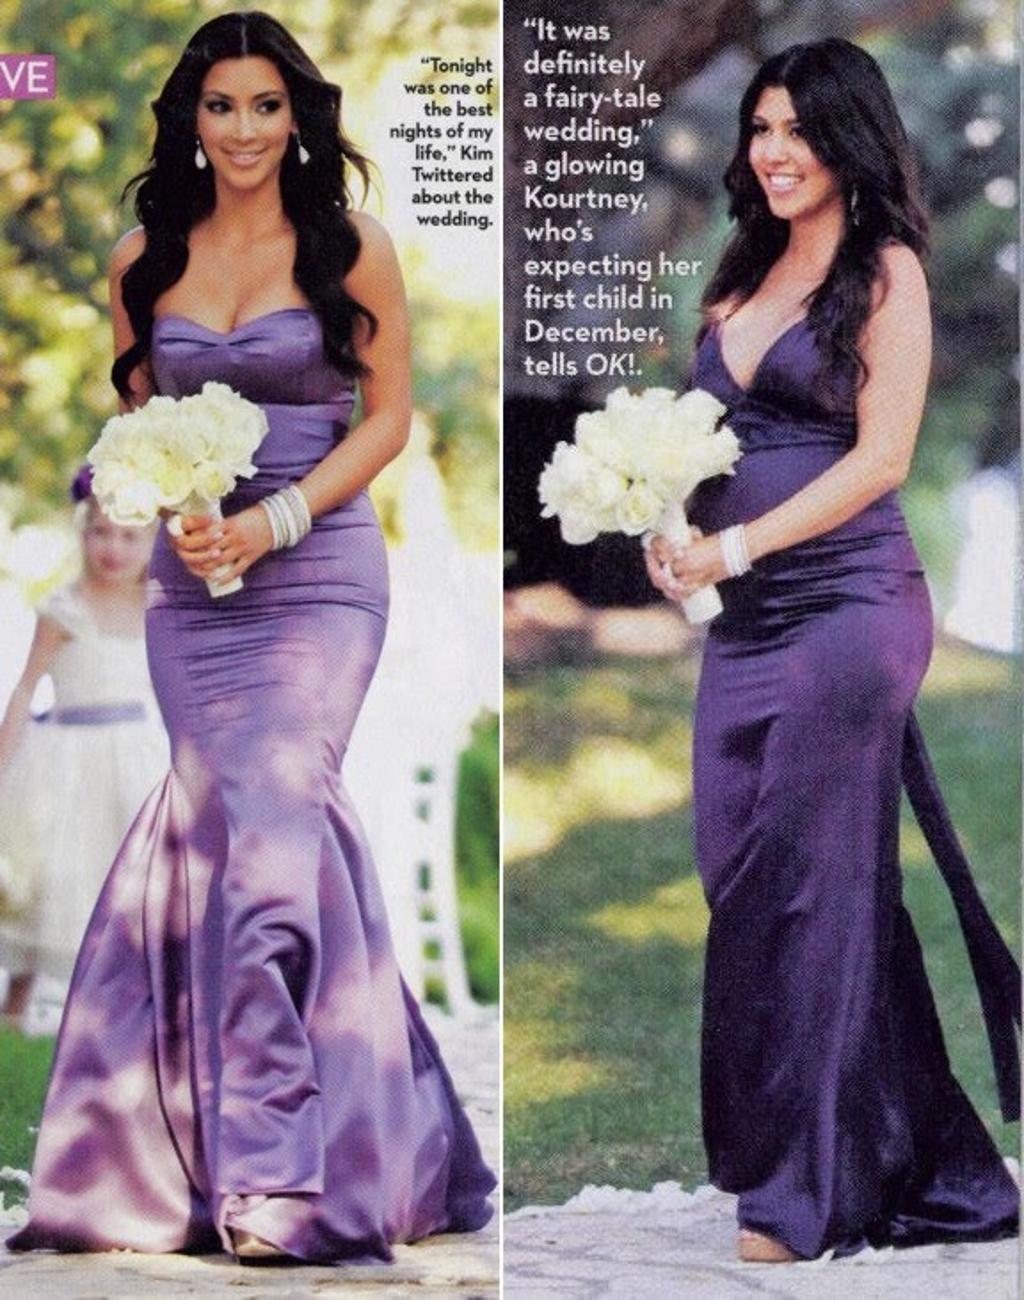 VE
“Tonight
was one of
the best
nights of my
life,” Kim
Twittered
about the
wedding.
“It was
definitely
a fairy-tale
wedding,”
a glowing
Kourtney,
who’s
expecting her
first child in
December,
tells OK!.